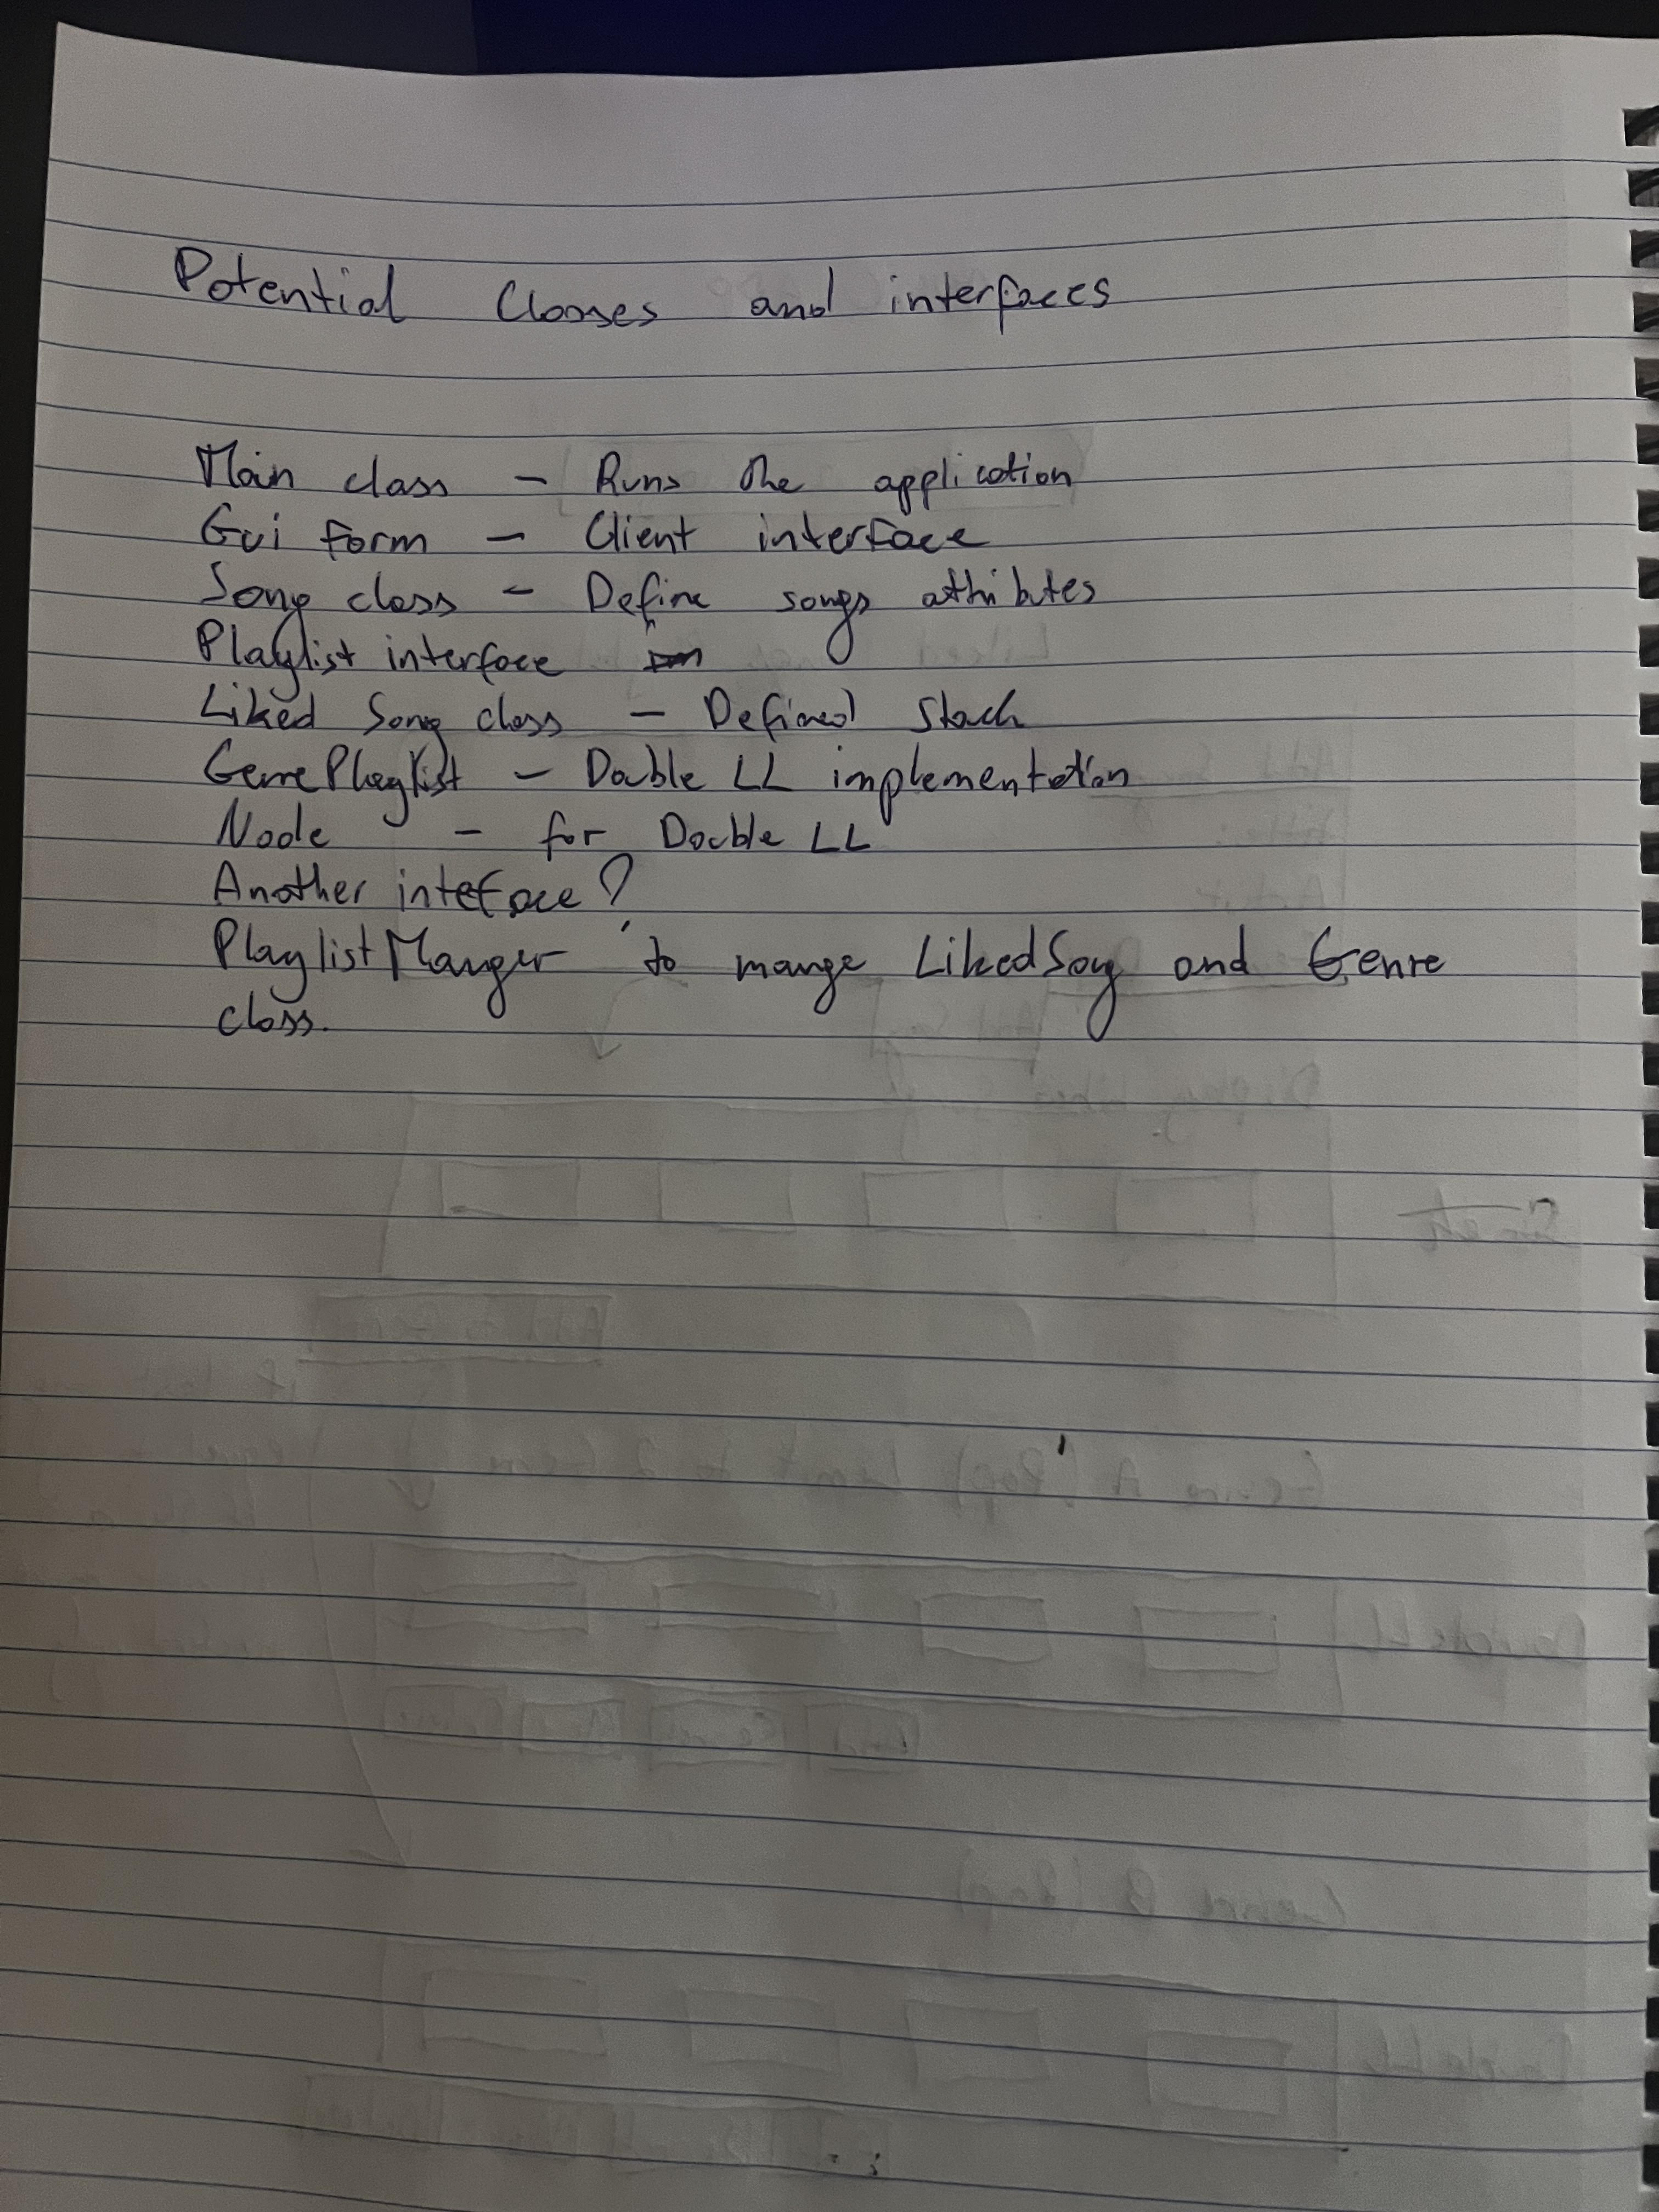 Potential Classes and interfaces
Main class - Runs the application
Gui form - Client interface
Song class - Define songs attributes
Playlist interface
Liked Song class - Defined Stack
GenrePlaylist - Double LL implementation
Node - for Double LL
Another inteface?
PlaylistManger to mange LikedSong and Genre
class.